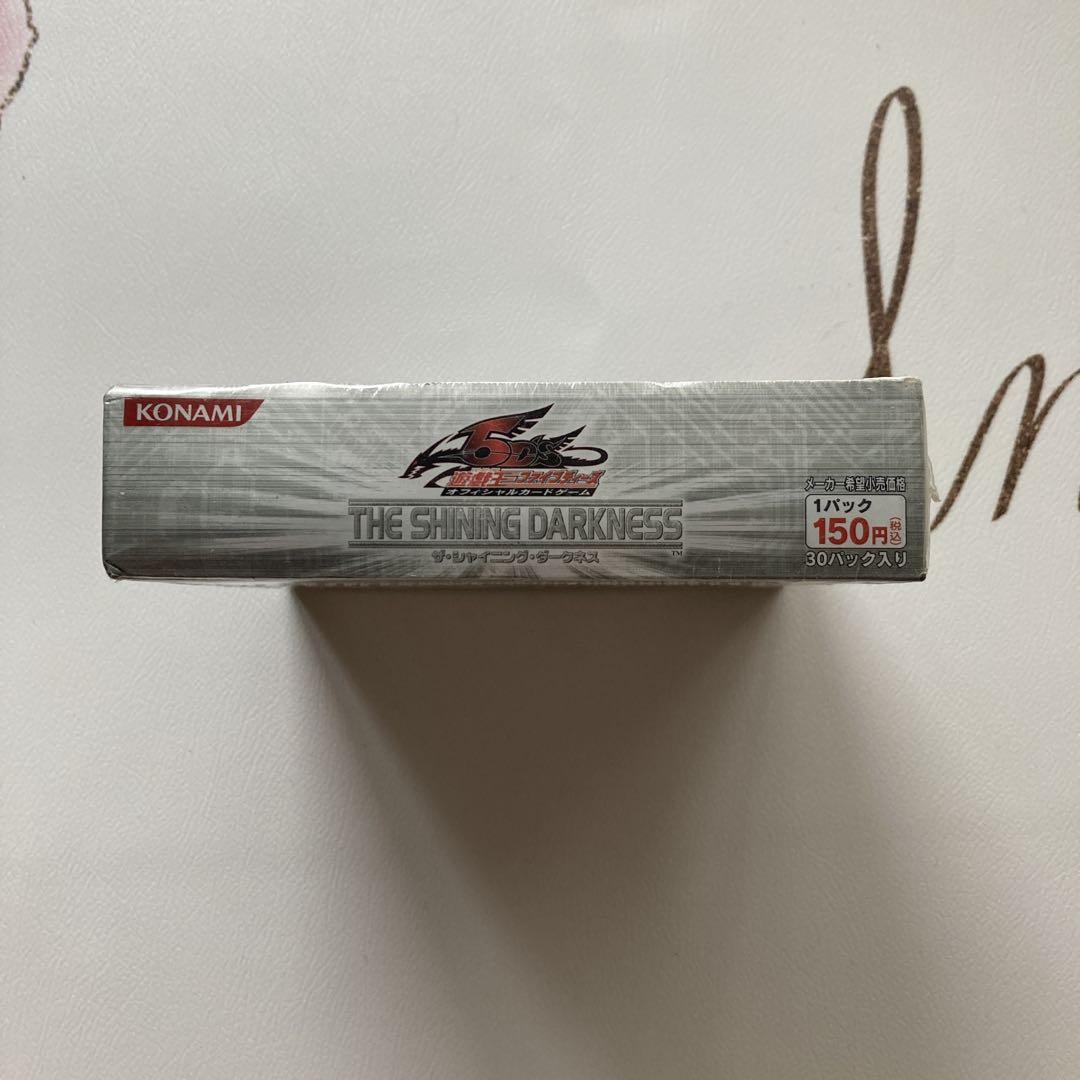 KONAMI
5D's
遊戯王ファイブディーズ
オフィシャルカードゲーム
THE SHINING DARKNESS
TM
ザ・シャイニング・ダークネス
メーカー希望小売価格
1パック
150円(税込)
30パック入り